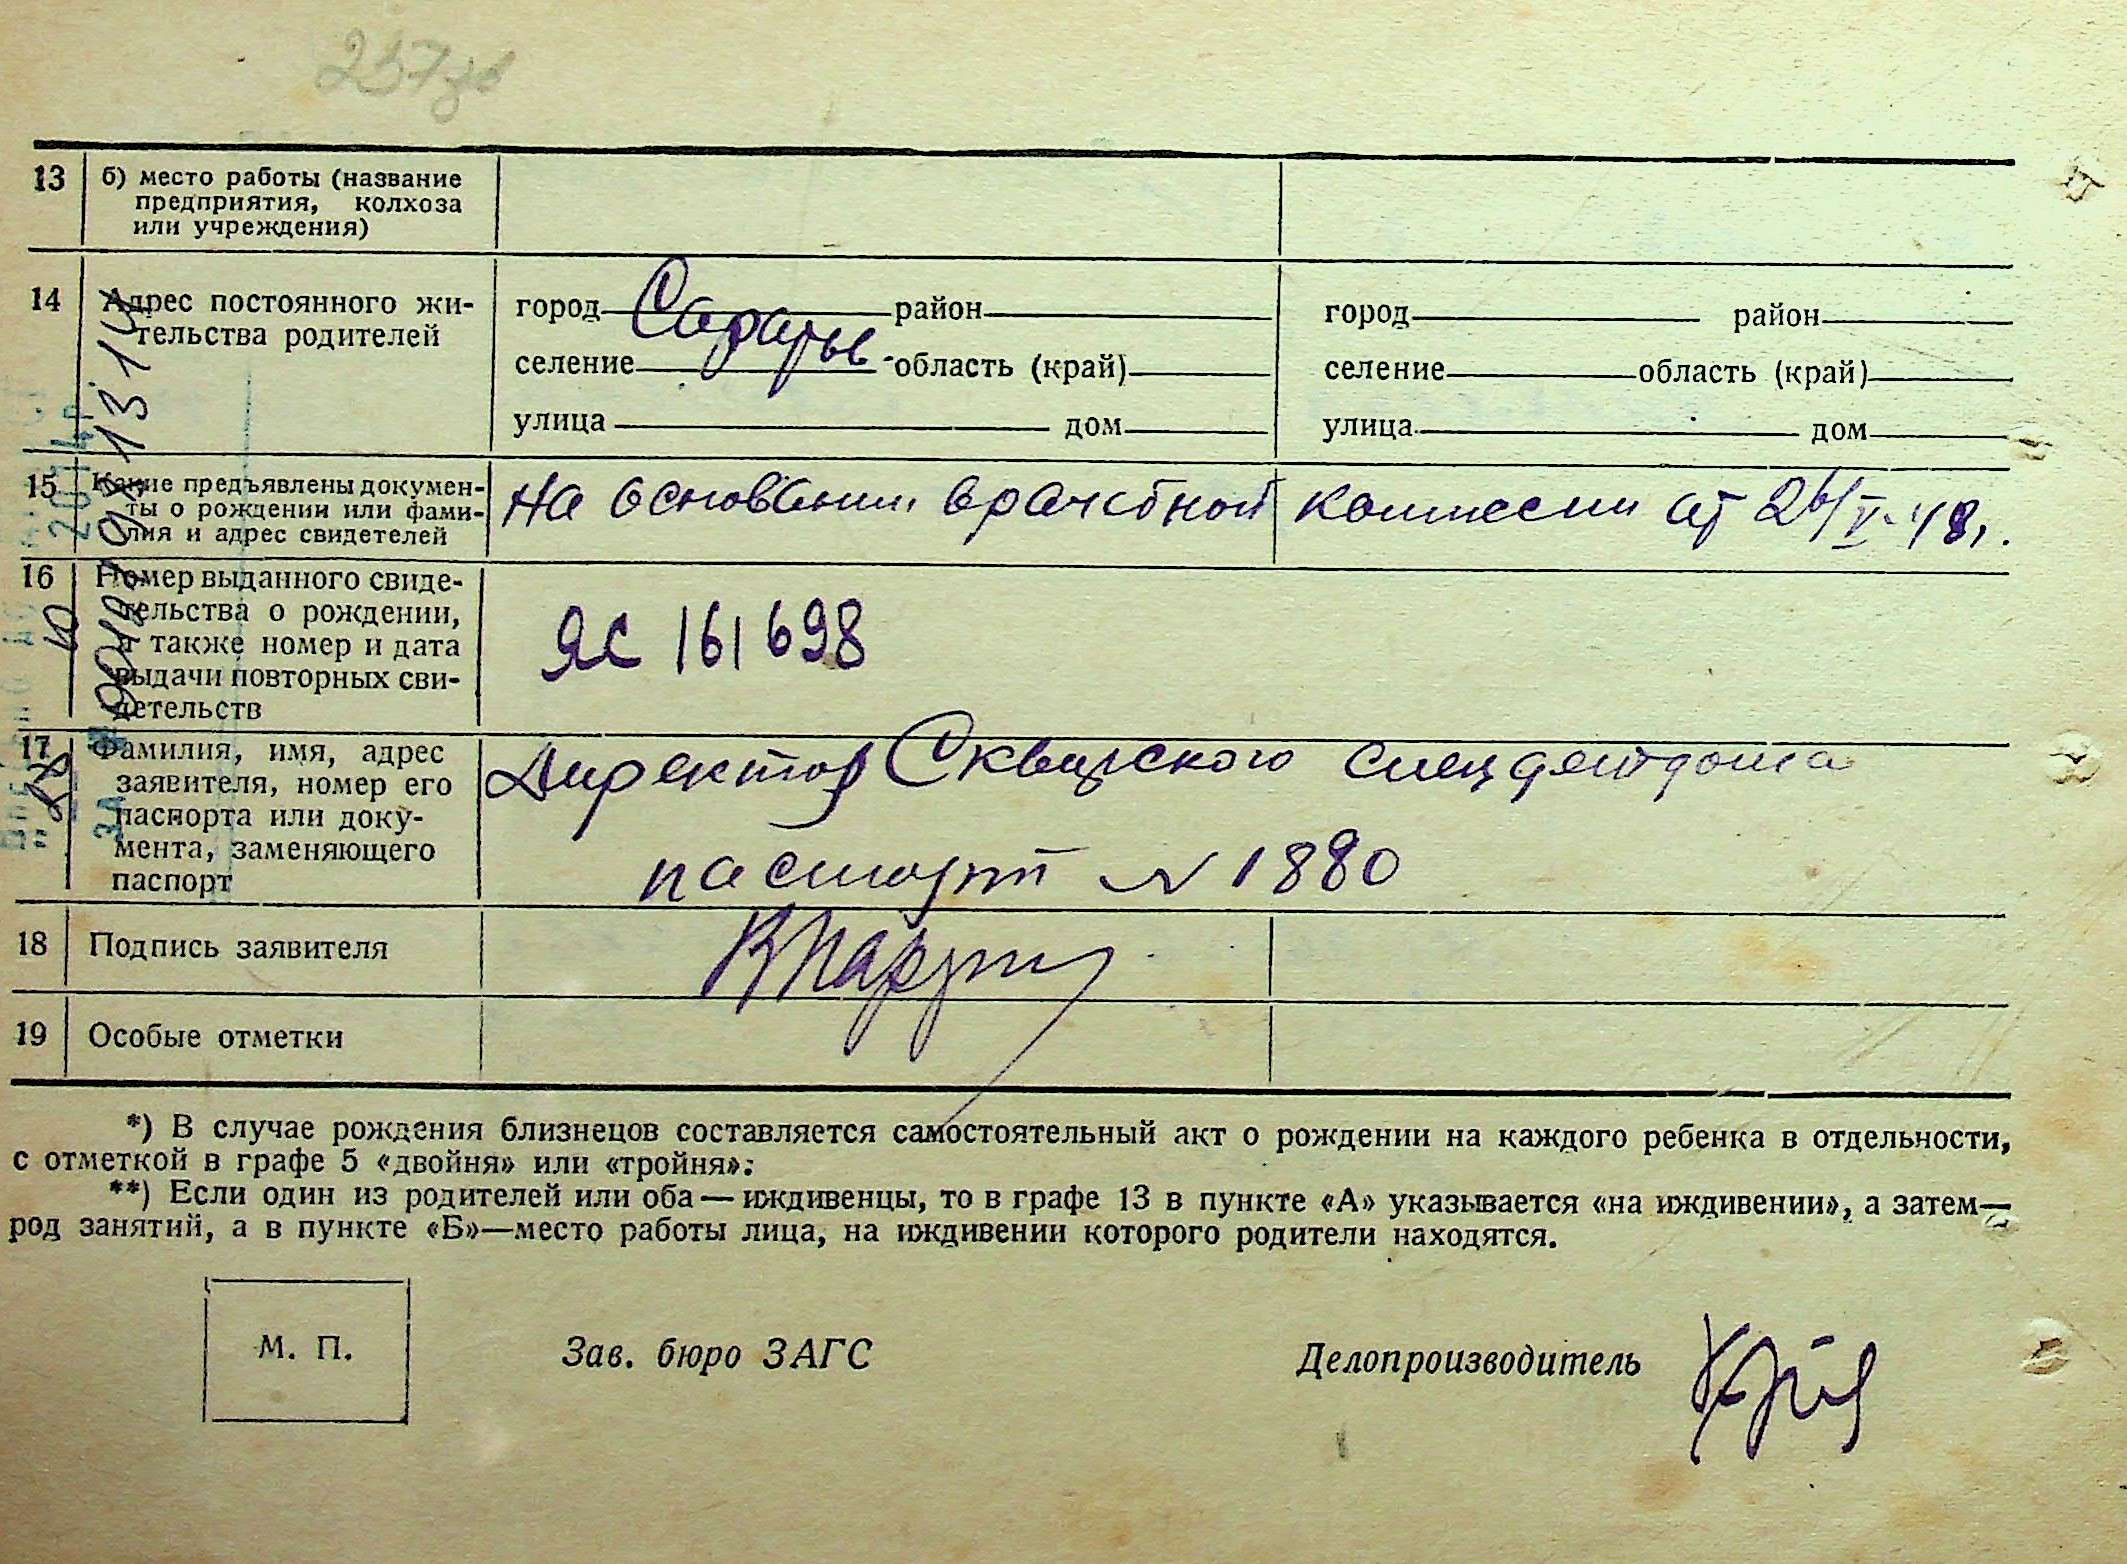 13 б) место работы (название
предприятия, колхоза
или учреждения)
14 Адрес постоянного жи-
тельства родителей
город Саратов район
селение область (край)
улица дом
город район
селение область (край)
улица дом
15 Какие предъявлены докумен-
ты о рождении или фами-
лия и адрес свидетелей
На основании врачебной комиссии от 26/V-48г.
16 Номер выданного свиде-
тельства о рождении,
а также номер и дата
выдачи повторных сви-
детельств
ЯС 161698
17 Фамилия, имя, адрес
заявителя, номер его
паспорта или доку-
мента, заменяющего
паспорт
Директор Сквирского спецдетдома
паспорт N 1880
18 Подпись заявителя
19 Особые отметки
*) В случае рождения близнецов составляется самостоятельный акт о рождении на каждого ребенка в отдельности,
с отметкой в графе 5 «двойня» или «тройня»:
**) Если один из родителей или оба — иждивенцы, то в графе 13 в пункте «А» указывается «на иждивении», а затем—
род занятий, а в пункте «Б»—место работы лица, на иждивении которого родители находятся.
М. П.
Зав. бюро ЗАГС
Делопроизводитель